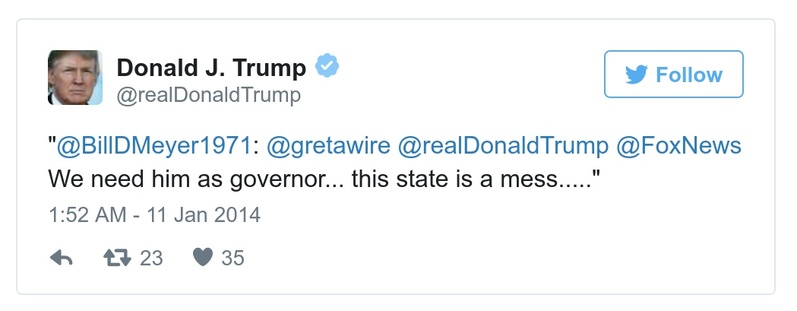 Donald J. Trump
@realDonaldTrump
Follow
"@BillDMeyer1971: @gretawire @realDonaldTrump @FoxNews
We need him as governor... this state is a mess....."
1:52 AM - 11 Jan 2014
23 35